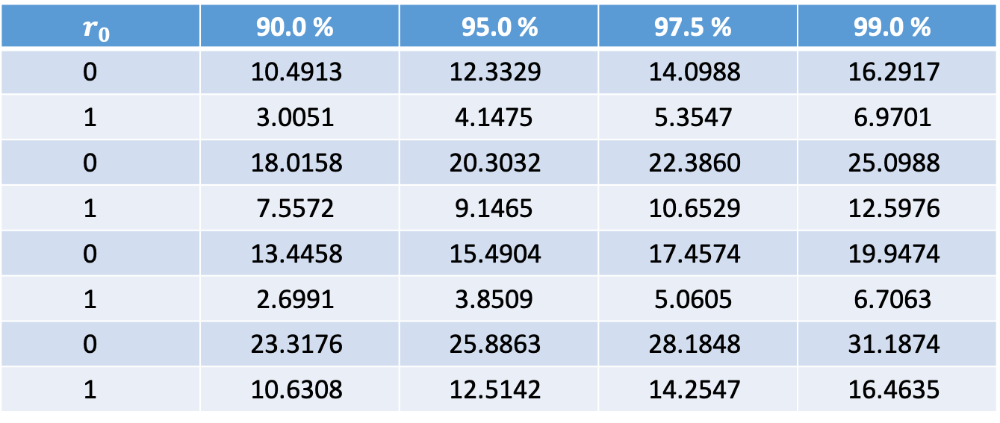 r₀ 90.0 % 95.0 % 97.5 % 99.0 %
0 10.4913 12.3329 14.0988 16.2917
1 3.0051 4.1475 5.3547 6.9701
0 18.0158 20.3032 22.3860 25.0988
1 7.5572 9.1465 10.6529 12.5976
0 13.4458 15.4904 17.4574 19.9474
1 2.6991 3.8509 5.0605 6.7063
0 23.3176 25.8863 28.1848 31.1874
1 10.6308 12.5142 14.2547 16.4635